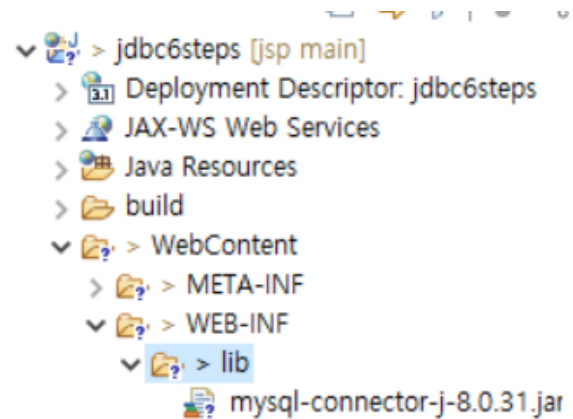 > jdbc6steps [jsp main]
Deployment Descriptor: jdbc6steps
JAX-WS Web Services
Java Resources
build
> WebContent
> META-INF
> WEB-INF
> lib
mysql-connector-j-8.0.31.jar